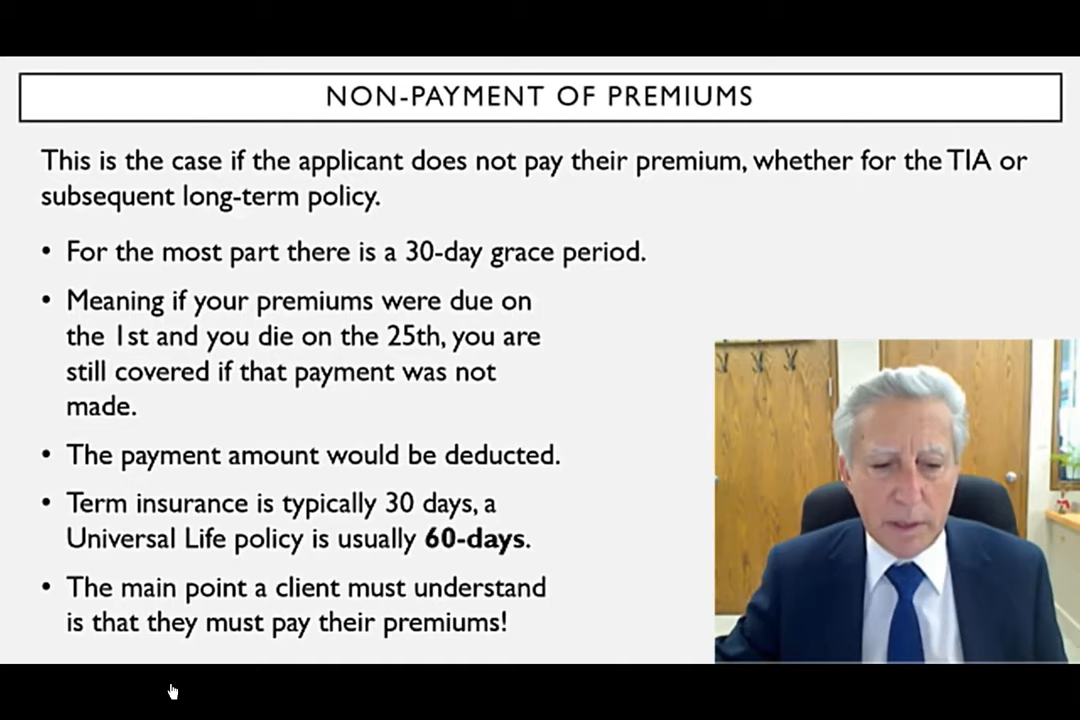 NON-PAYMENT OF PREMIUMS
This is the case if the applicant does not pay their premium, whether for the TIA or
subsequent long-term policy.
• For the most part there is a 30-day grace period.
• Meaning if your premiums were due on
the 1st and you die on the 25th, you are
still covered if that payment was not
made.
• The payment amount would be deducted.
• Term insurance is typically 30 days, a
Universal Life policy is usually 60-days.
• The main point a client must understand
is that they must pay their premiums!